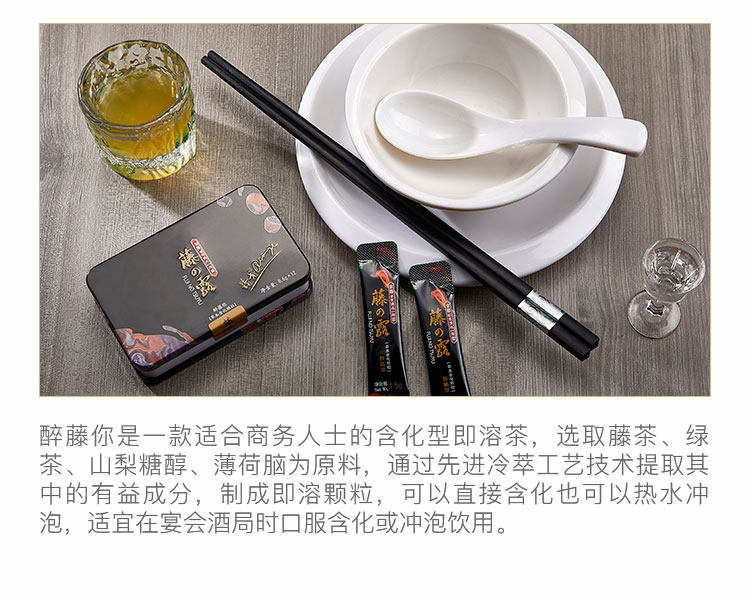 藤の露
FUJI NO TSUYU
藤の露
藤の露
1.5g
醉藤你是一款适合商务人士的含化型即溶茶，选取藤茶、绿
茶、山梨糖醇、薄荷脑为原料，通过先进冷萃工艺技术提取其
中的有益成分，制成即溶颗粒，可以直接含化也可以热水冲
泡，适宜在宴会酒局时口服含化或冲泡饮用。